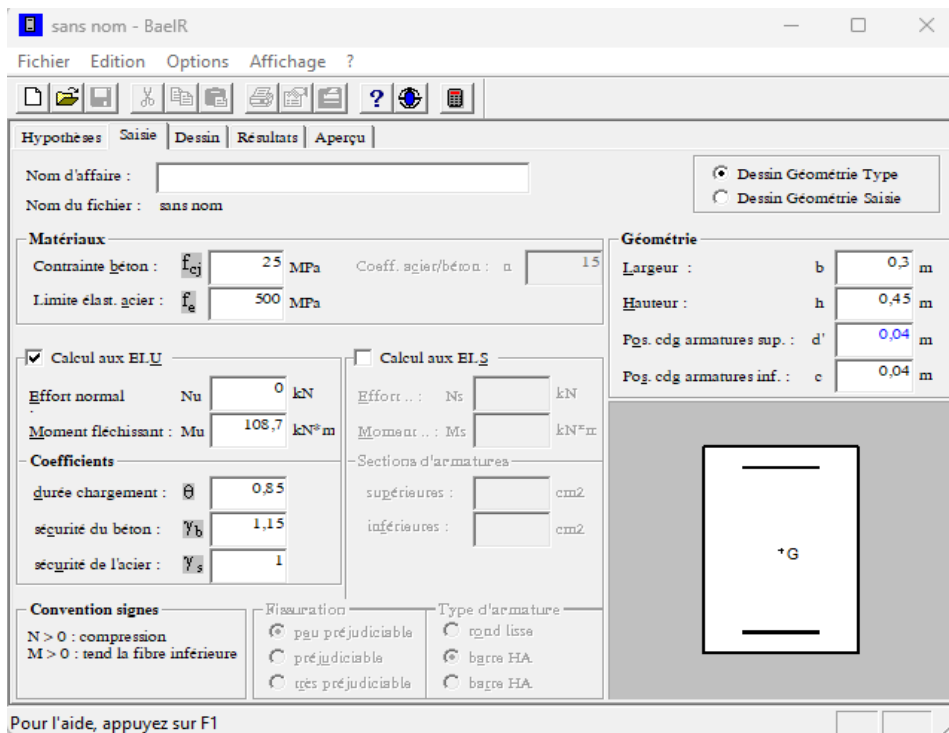 sans nom - BaelR
Fichier Edition Options Affichage ?
Hypothèses Saisie Dessin Résultats Aperçu
Nom d'affaire :
Nom du fichier : sans nom
Dessin Géométrie Type
Dessin Géométrie Saisie
Matériaux
Contrainte béton : fcj 25 MPa Coeff. agier/béton : n 15
Limite élast. acier : fe 500 MPa
Géométrie
Largeur : b 0,3 m
Hauteur : h 0,45 m
Pos. cdg armatures sup. : d' 0,04 m
Pos. cdg armatures inf. : c 0,04 m
Calcul aux ELU
Effort normal Nu 0 kN
Moment fléchissant : Mu 108,7 kN*m
Calcul aux ELS
Effort .. : Ns kN
Moment .. : Ms kN*m
Coefficients
durée chargement : θ 0,85
sécurité du béton : γb 1,15
sécurité de l'acier : γs 1
Sections d'armatures
supérieures : cm2
inférieures : cm2
+G
Convention signes
N > 0 : compression
M > 0 : tend la fibre inférieure
Fissuration
peu préjudiciable
préjudiciable
très préjudiciable
Type d'armature
rond lisse
barre HA
barre HA
Pour l'aide, appuyez sur F1